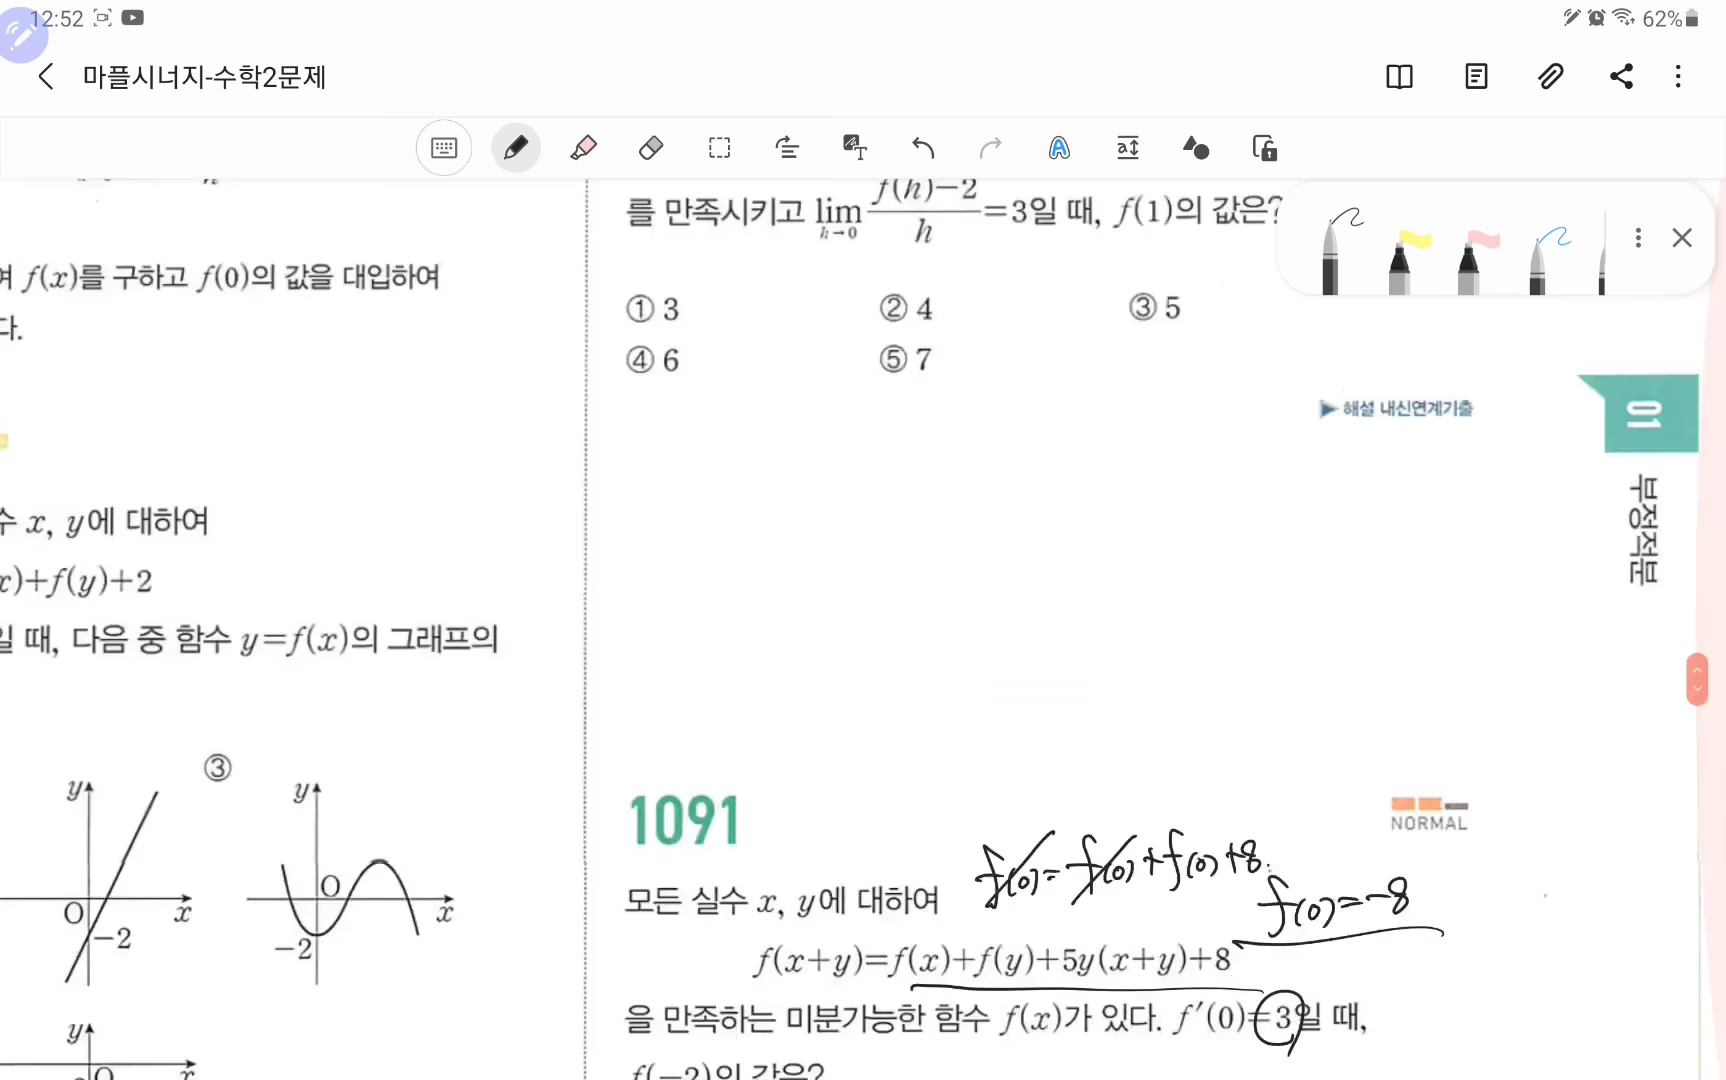 12:52
62%
마플시너지-수학2문제
f(x)를 구하고 f(0)의 값을 대입하여
다.
수 x, y에 대하여
x)+f(y)+2
일 때, 다음 중 함수 y=f(x)의 그래프의
y
O
x
-2
③
y
O
x
-2
y
O
x
를 만족시키고 lim h→0 f(h)-2/h=3일 때, f(1)의 값은?
① 3 ② 4 ③ 5
④ 6 ⑤ 7
▶ 해설 내신연계기출
01
부정적분
1091
NORMAL
f(0)=f(0)+f(0)+8
f(0)=-8
모든 실수 x, y에 대하여
f(x+y)=f(x)+f(y)+5y(x+y)+8
을 만족하는 미분가능한 함수 f(x)가 있다. f′(0)=3일 때,
f(-2)의 값은?